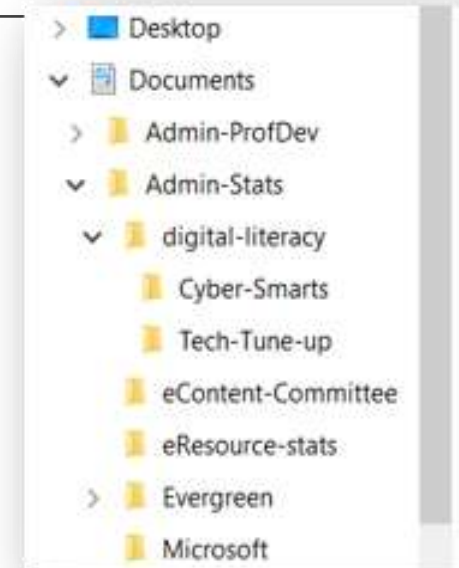 Desktop
Documents
Admin-ProfDev
Admin-Stats
digital-literacy
Cyber-Smarts
Tech-Tune-up
eContent-Committee
eResource-stats
Evergreen
Microsoft